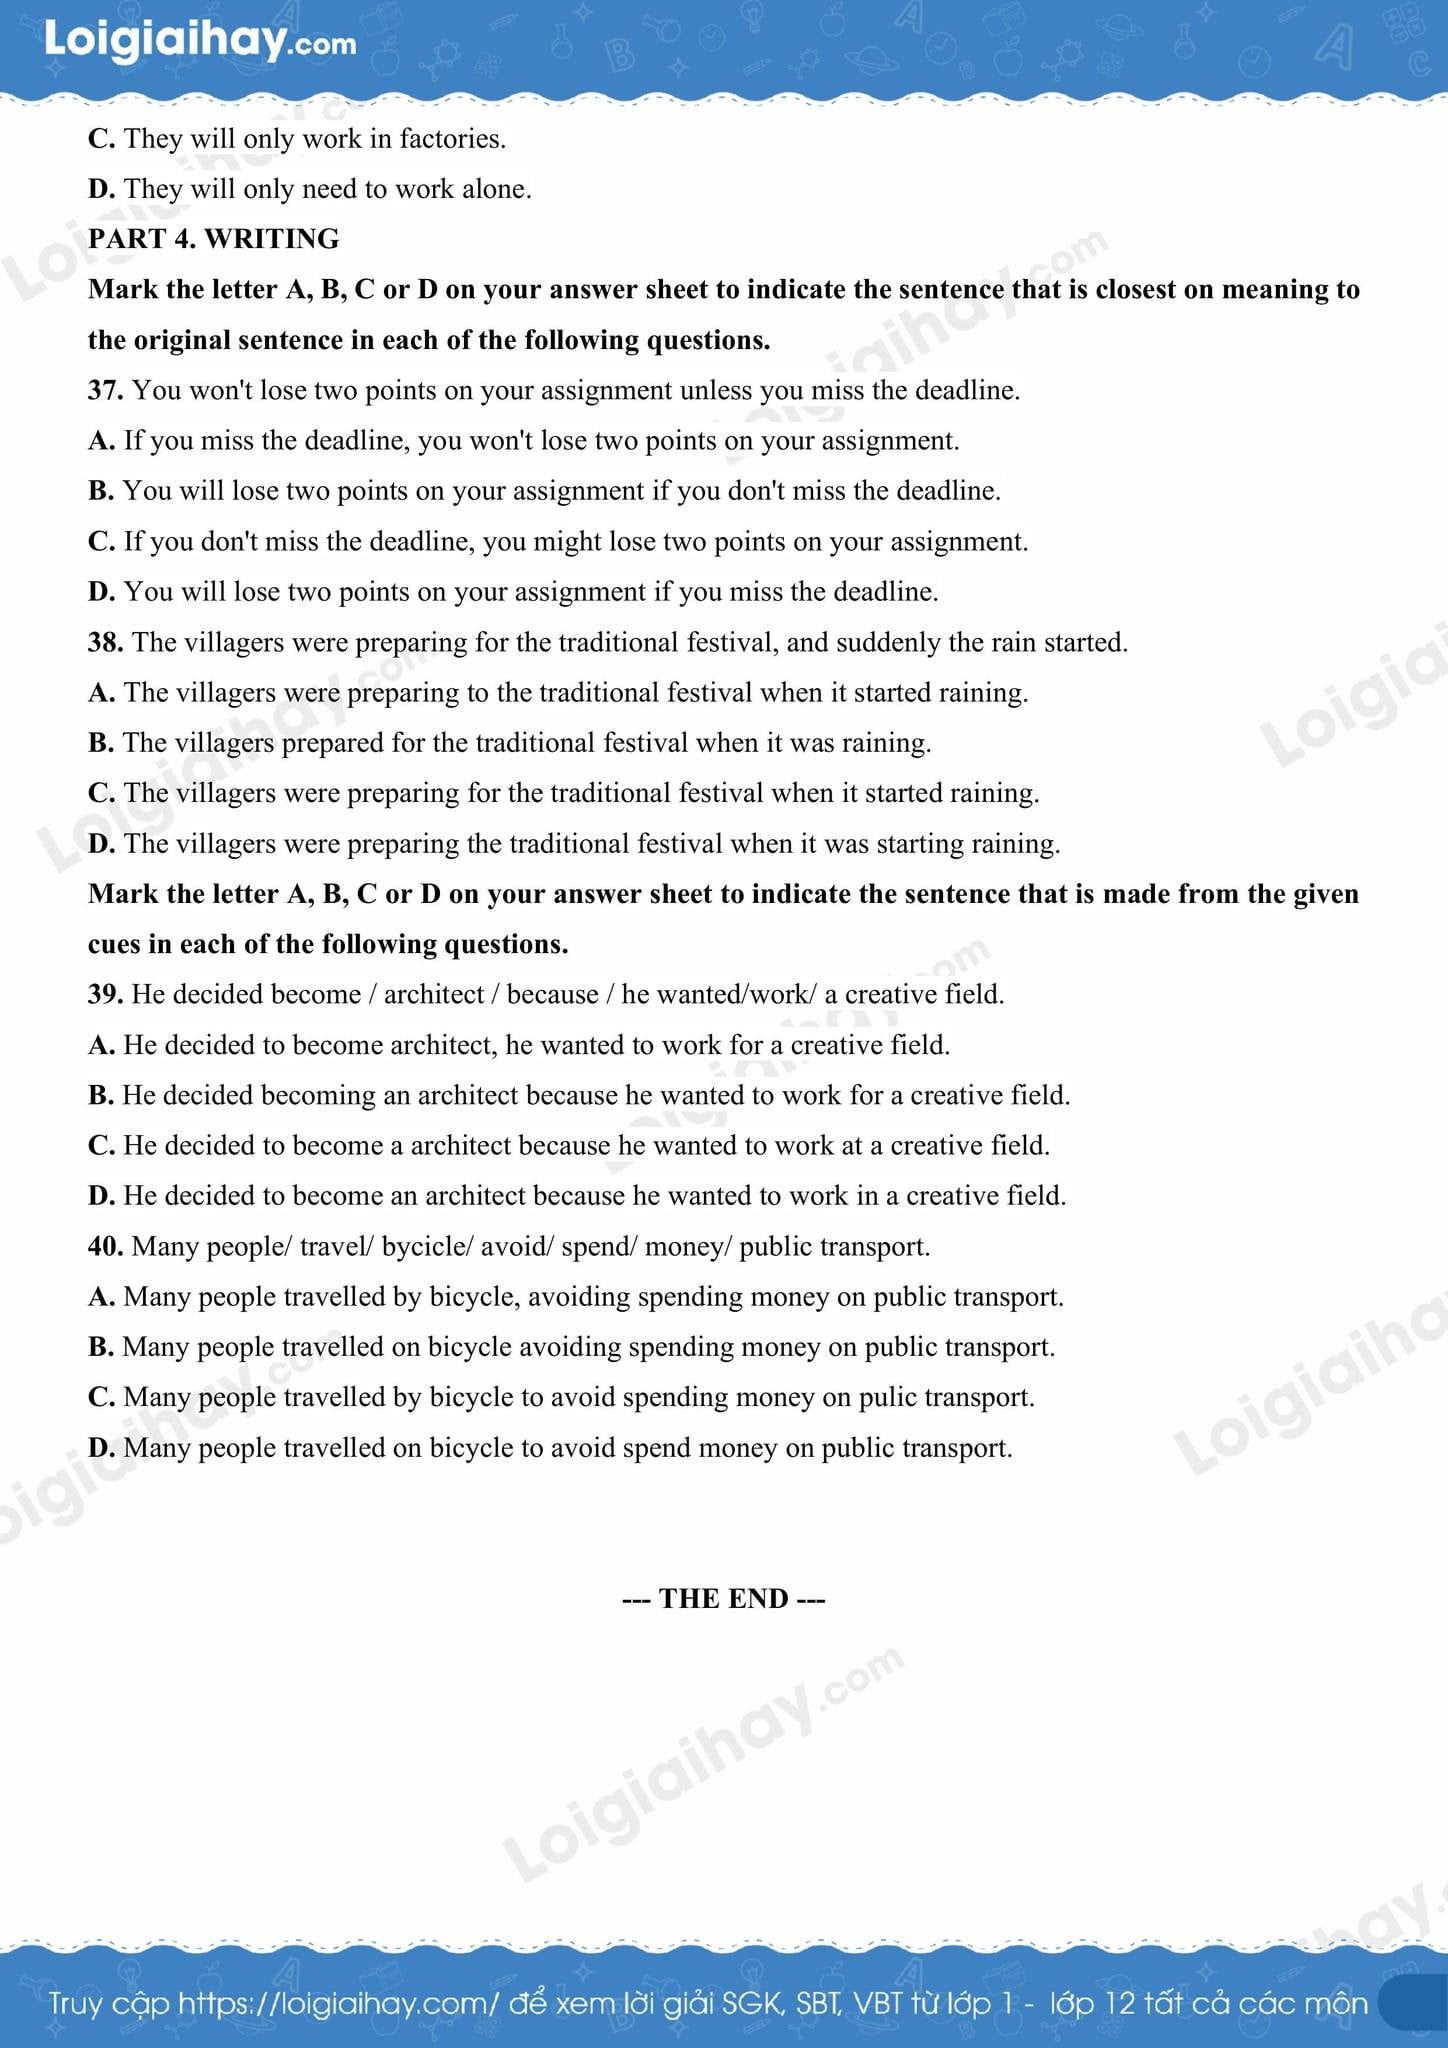 Loigiaihay.com
C. They will only work in factories.
D. They will only need to work alone.
PART 4. WRITING
Mark the letter A, B, C or D on your answer sheet to indicate the sentence that is closest on meaning to
the original sentence in each of the following questions.
37. You won't lose two points on your assignment unless you miss the deadline.
A. If you miss the deadline, you won't lose two points on your assignment.
B. You will lose two points on your assignment if you don't miss the deadline.
C. If you don't miss the deadline, you might lose two points on your assignment.
D. You will lose two points on your assignment if you miss the deadline.
38. The villagers were preparing for the traditional festival, and suddenly the rain started.
A. The villagers were preparing to the traditional festival when it started raining.
B. The villagers prepared for the traditional festival when it was raining.
C. The villagers were preparing for the traditional festival when it started raining.
D. The villagers were preparing the traditional festival when it was starting raining.
Mark the letter A, B, C or D on your answer sheet to indicate the sentence that is made from the given
cues in each of the following questions.
39. He decided become / architect / because / he wanted/work/ a creative field.
A. He decided to become architect, he wanted to work for a creative field.
B. He decided becoming an architect because he wanted to work for a creative field.
C. He decided to become a architect because he wanted to work at a creative field.
D. He decided to become an architect because he wanted to work in a creative field.
40. Many people/ travel/ bycicle/ avoid/ spend/ money/ public transport.
A. Many people travelled by bicycle, avoiding spending money on public transport.
B. Many people travelled on bicycle avoiding spending money on public transport.
C. Many people travelled by bicycle to avoid spending money on pulic transport.
D. Many people travelled on bicycle to avoid spend money on public transport.
--- THE END ---
Loigiaihay.com
Truy cập https://loigiaihay.com/ để xem lời giải SGK, SBT, VBT từ lớp 1 - lớp 12 tất cả các môn